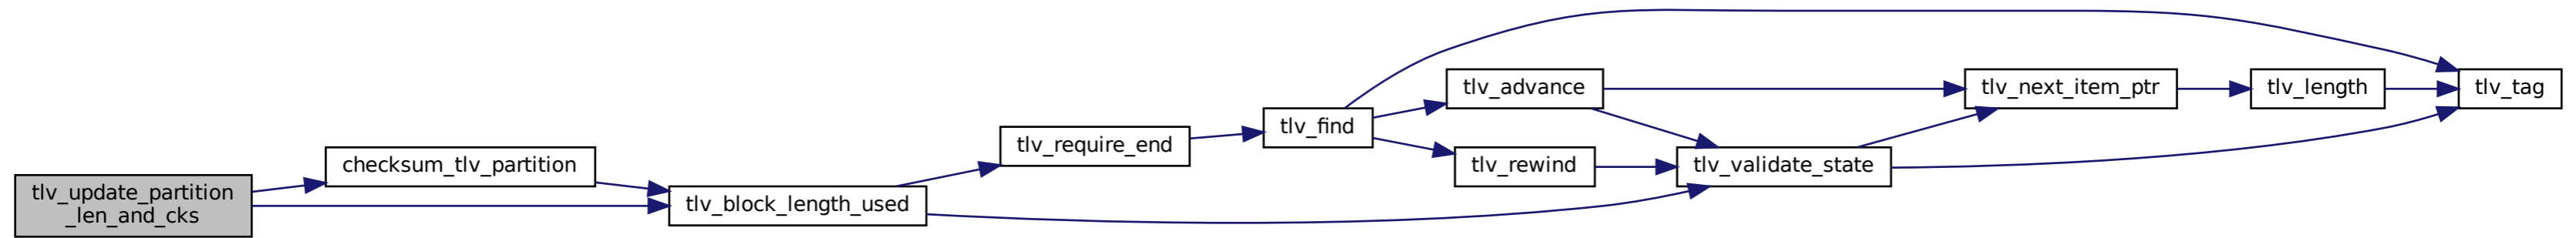 tlv_update_partition
_len_and_cks
checksum_tlv_partition
tlv_block_length_used
tlv_require_end
tlv_find
tlv_advance
tlv_rewind
tlv_validate_state
tlv_next_item_ptr
tlv_length
tlv_tag